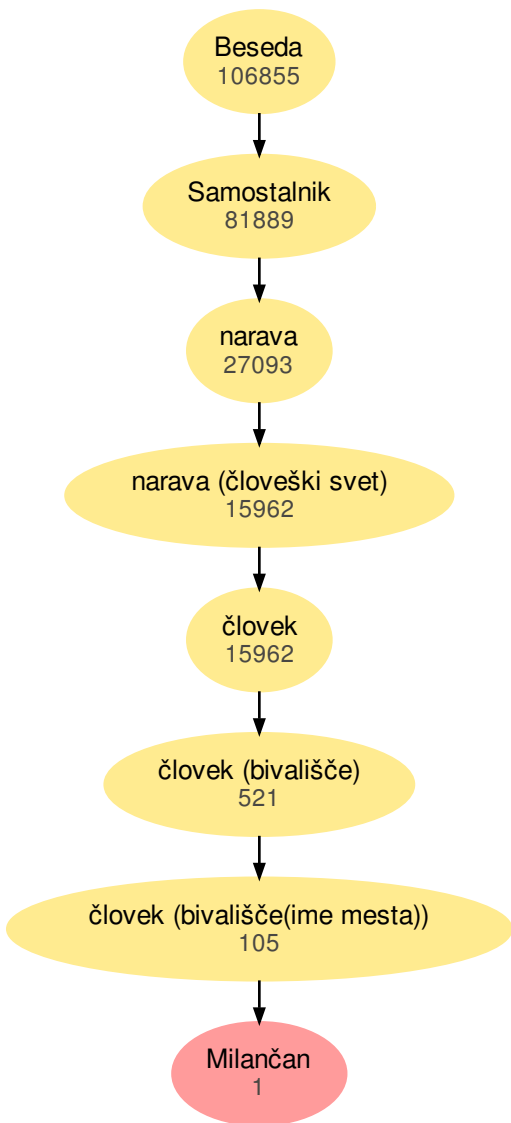 Beseda
106855
Samostalnik
81889
narava
27093
narava (človeški svet)
15962
človek
15962
človek (bivališče)
521
človek (bivališče(ime mesta))
105
Milančan
1